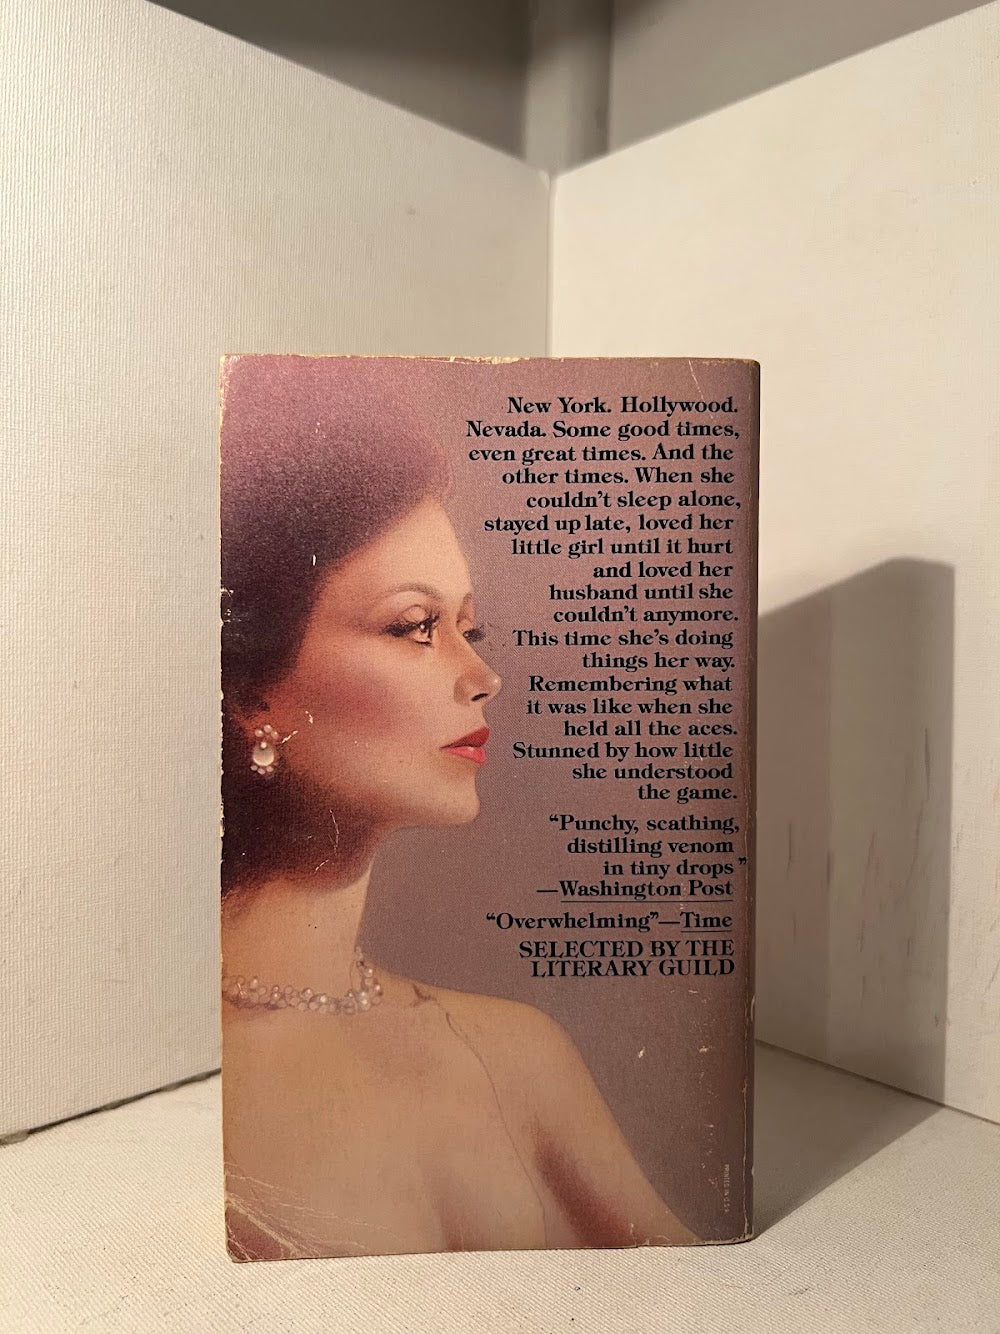 New York. Hollywood.
Nevada. Some good times,
even great times. And the
other times. When she
couldn't sleep alone,
stayed up late, loved her
little girl until it hurt
and loved her
husband until she
couldn't anymore.
This time she's doing
things her way.
Remembering what
it was like when she
held all the aces.
Stunned by how little
she understood
the game.
“Punchy, scathing,
distilling venom
in tiny drops”
—Washington Post
“Overwhelming”—Time
SELECTED BY THE
LITERARY GUILD
PRINTED IN U.S.A.